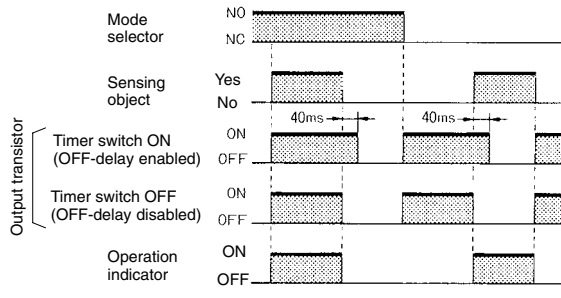 Mode
selector
NO
NC
Sensing
object
Yes
No
40ms
40ms
Output transistor
Timer switch ON
(OFF-delay enabled)
ON
OFF
Timer switch OFF
(OFF-delay disabled)
ON
OFF
Operation
indicator
ON
OFF